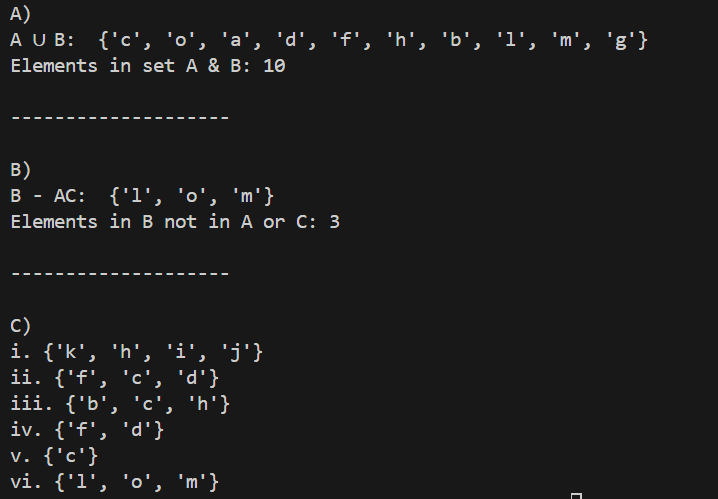 A)
A ∪ B:  {'c', 'o', 'a', 'd', 'f', 'h', 'b', 'l', 'm', 'g'}
Elements in set A & B: 10
--------------------
B)
B - AC:  {'l', 'o', 'm'}
Elements in B not in A or C: 3
--------------------
C)
i. {'k', 'h', 'i', 'j'}
ii. {'f', 'c', 'd'}
iii. {'b', 'c', 'h'}
iv. {'f', 'd'}
v. {'c'}
vi. {'l', 'o', 'm'}